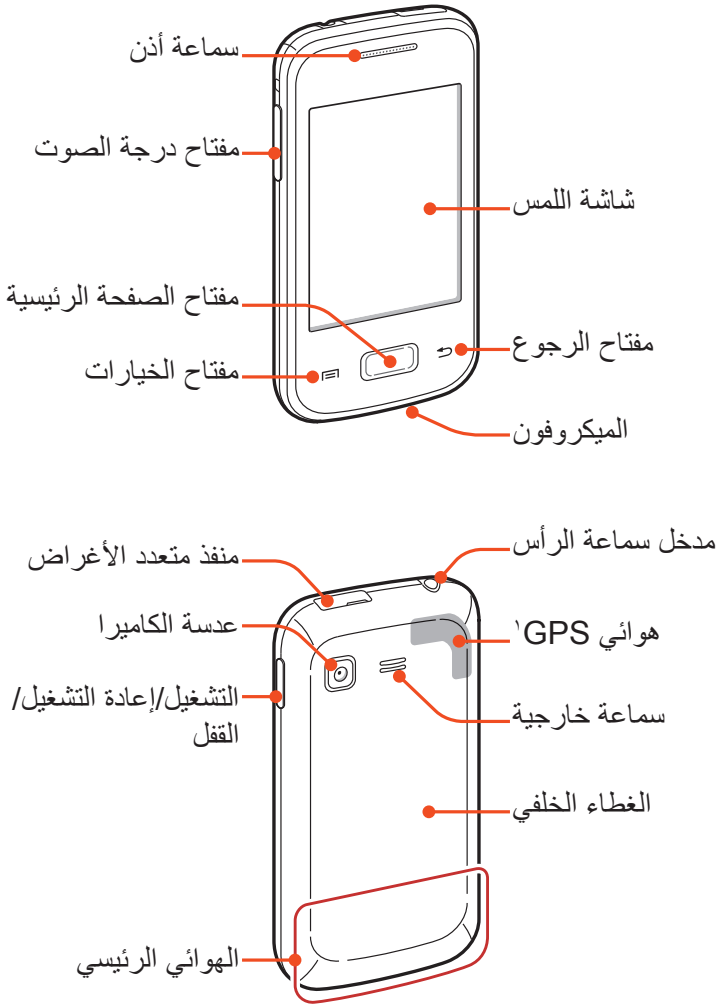 سماعة أذن
مفتاح درجة الصوت
شاشة اللمس
مفتاح الصفحة الرئيسية
مفتاح الرجوع
مفتاح الخيارات
الميكروفون
مدخل سماعة الرأس
منفذ متعدد الأغراض
هوائي GPS¹
عدسة الكاميرا
التشغيل/إعادة التشغيل/
القفل
سماعة خارجية
الغطاء الخلفي
الهوائي الرئيسي